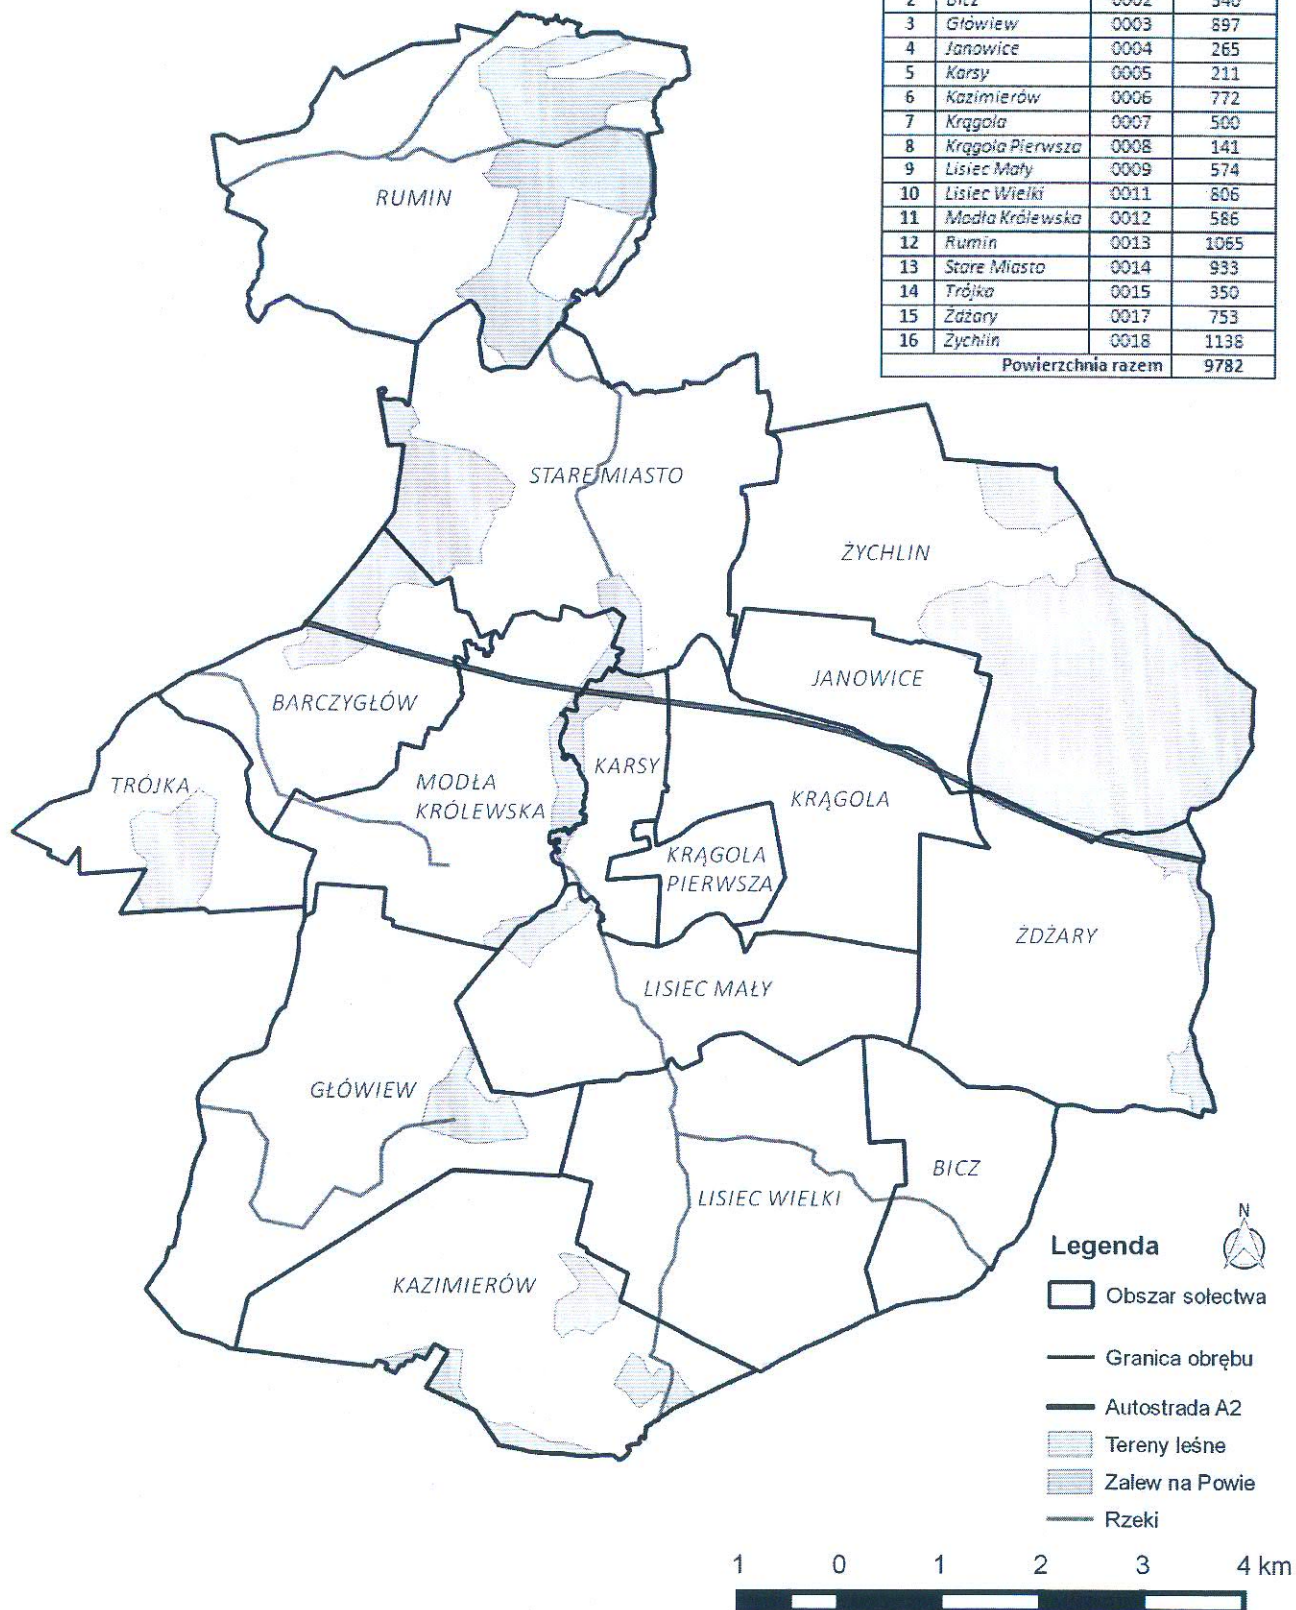 2 Bicz 0002 340
3 Główiew 0003 897
4 Janowice 0004 265
5 Karsy 0005 211
6 Kazimierów 0006 772
7 Krągola 0007 500
8 Krągola Pierwsza 0008 141
9 Lisiec Mały 0009 574
10 Lisiec Wielki 0011 806
11 Modła Królewska 0012 586
12 Rumin 0013 1065
13 Stare Miasto 0014 933
14 Trójka 0015 350
15 Żdżary 0017 753
16 Żychlin 0018 1138
Powierzchnia razem 9782
RUMIN
STARE MIASTO
ŻYCHLIN
JANOWICE
BARCZYGŁÓW
TRÓJKA
MODŁA
KRÓLEWSKA
KARSY
KRĄGOLA
KRĄGOLA
PIERWSZA
ŻDŻARY
LISIEC MAŁY
GŁÓWIEW
BICZ
LISIEC WIELKI
KAZIMIERÓW
N
Legenda
Obszar sołectwa
Granica obrębu
Autostrada A2
Tereny leśne
Zalew na Powie
Rzeki
1 0 1 2 3 4 km